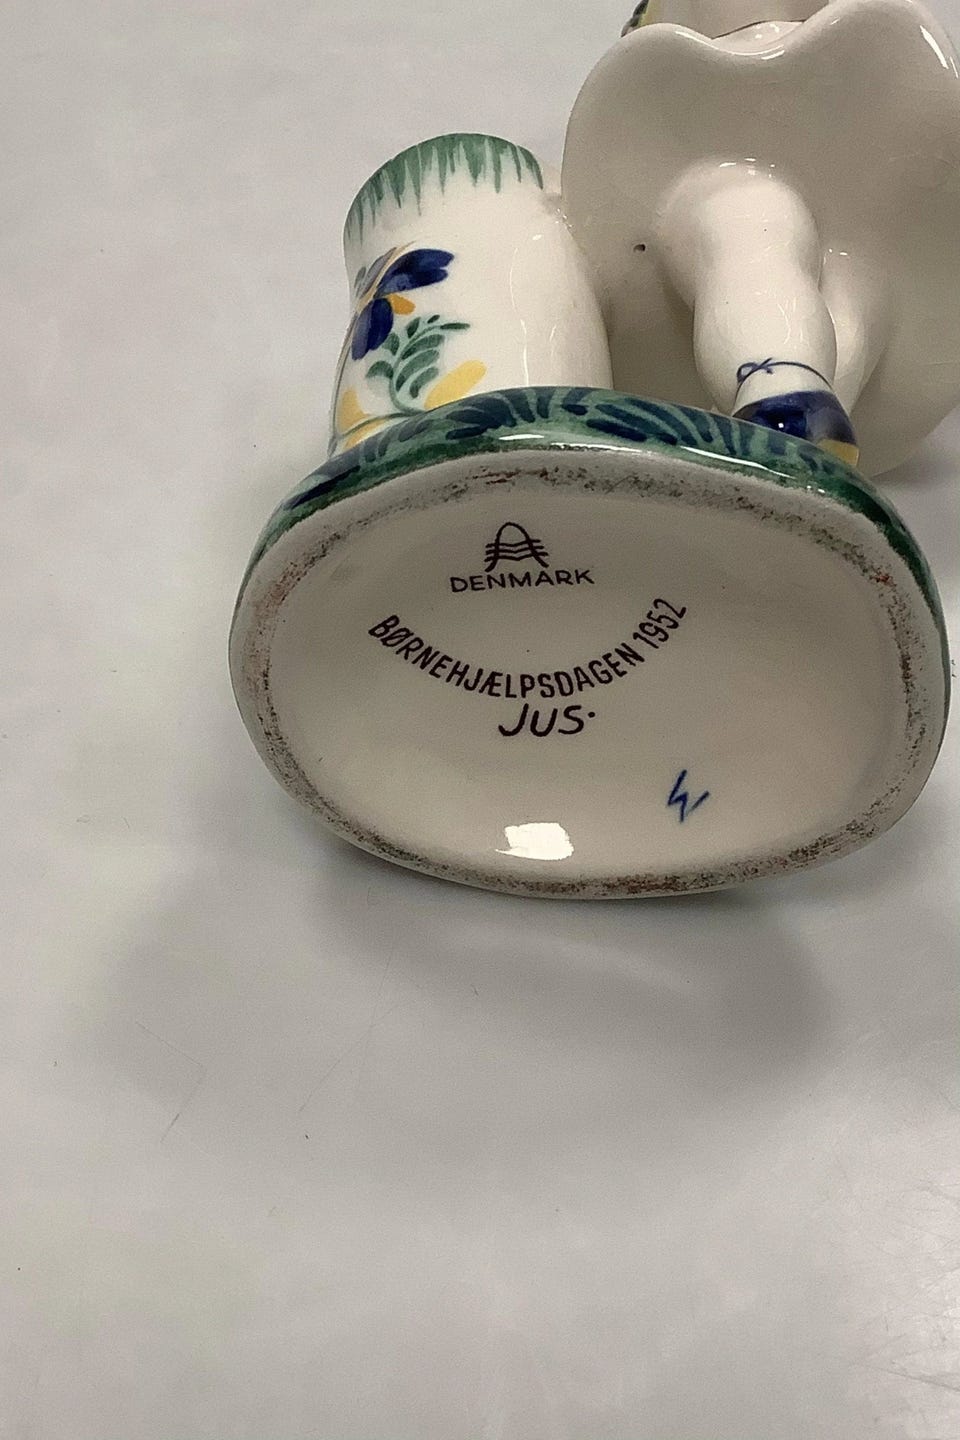 DENMARK
BØRNEHJÆLPSDAGEN 1952
JUS.